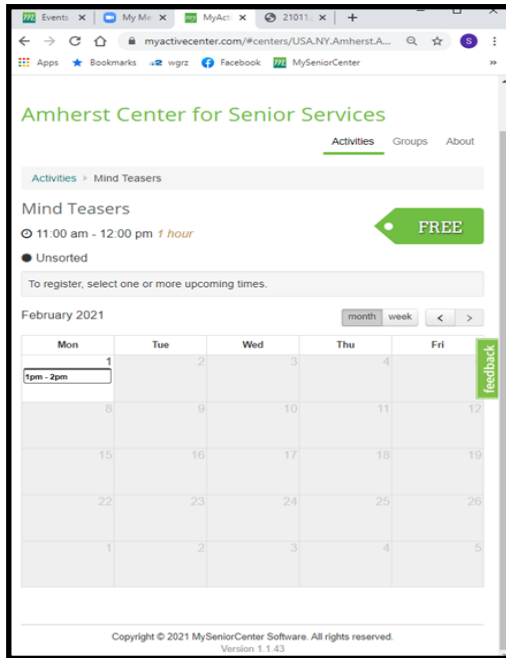 Events x My Me x MyActi x 21011 x +
myactivecenter.com/#centers/USA.NY.Amherst.A... S
Apps Bookmarks wgrz Facebook MySeniorCenter »
Amherst Center for Senior Services
Activities Groups About
Activities Mind Teasers
Mind Teasers
FREE
11:00 am - 12:00 pm 1 hour
Unsorted
To register, select one or more upcoming times.
February 2021 month week < >
Mon Tue Wed Thu Fri
1 2 3 4
1pm - 2pm
feedback
8 9 10 11 12
15 16 17 18 19
22 23 24 25 26
1 2 3 4 5
Copyright © 2021 MySeniorCenter Software. All rights reserved.
Version 1.1.43